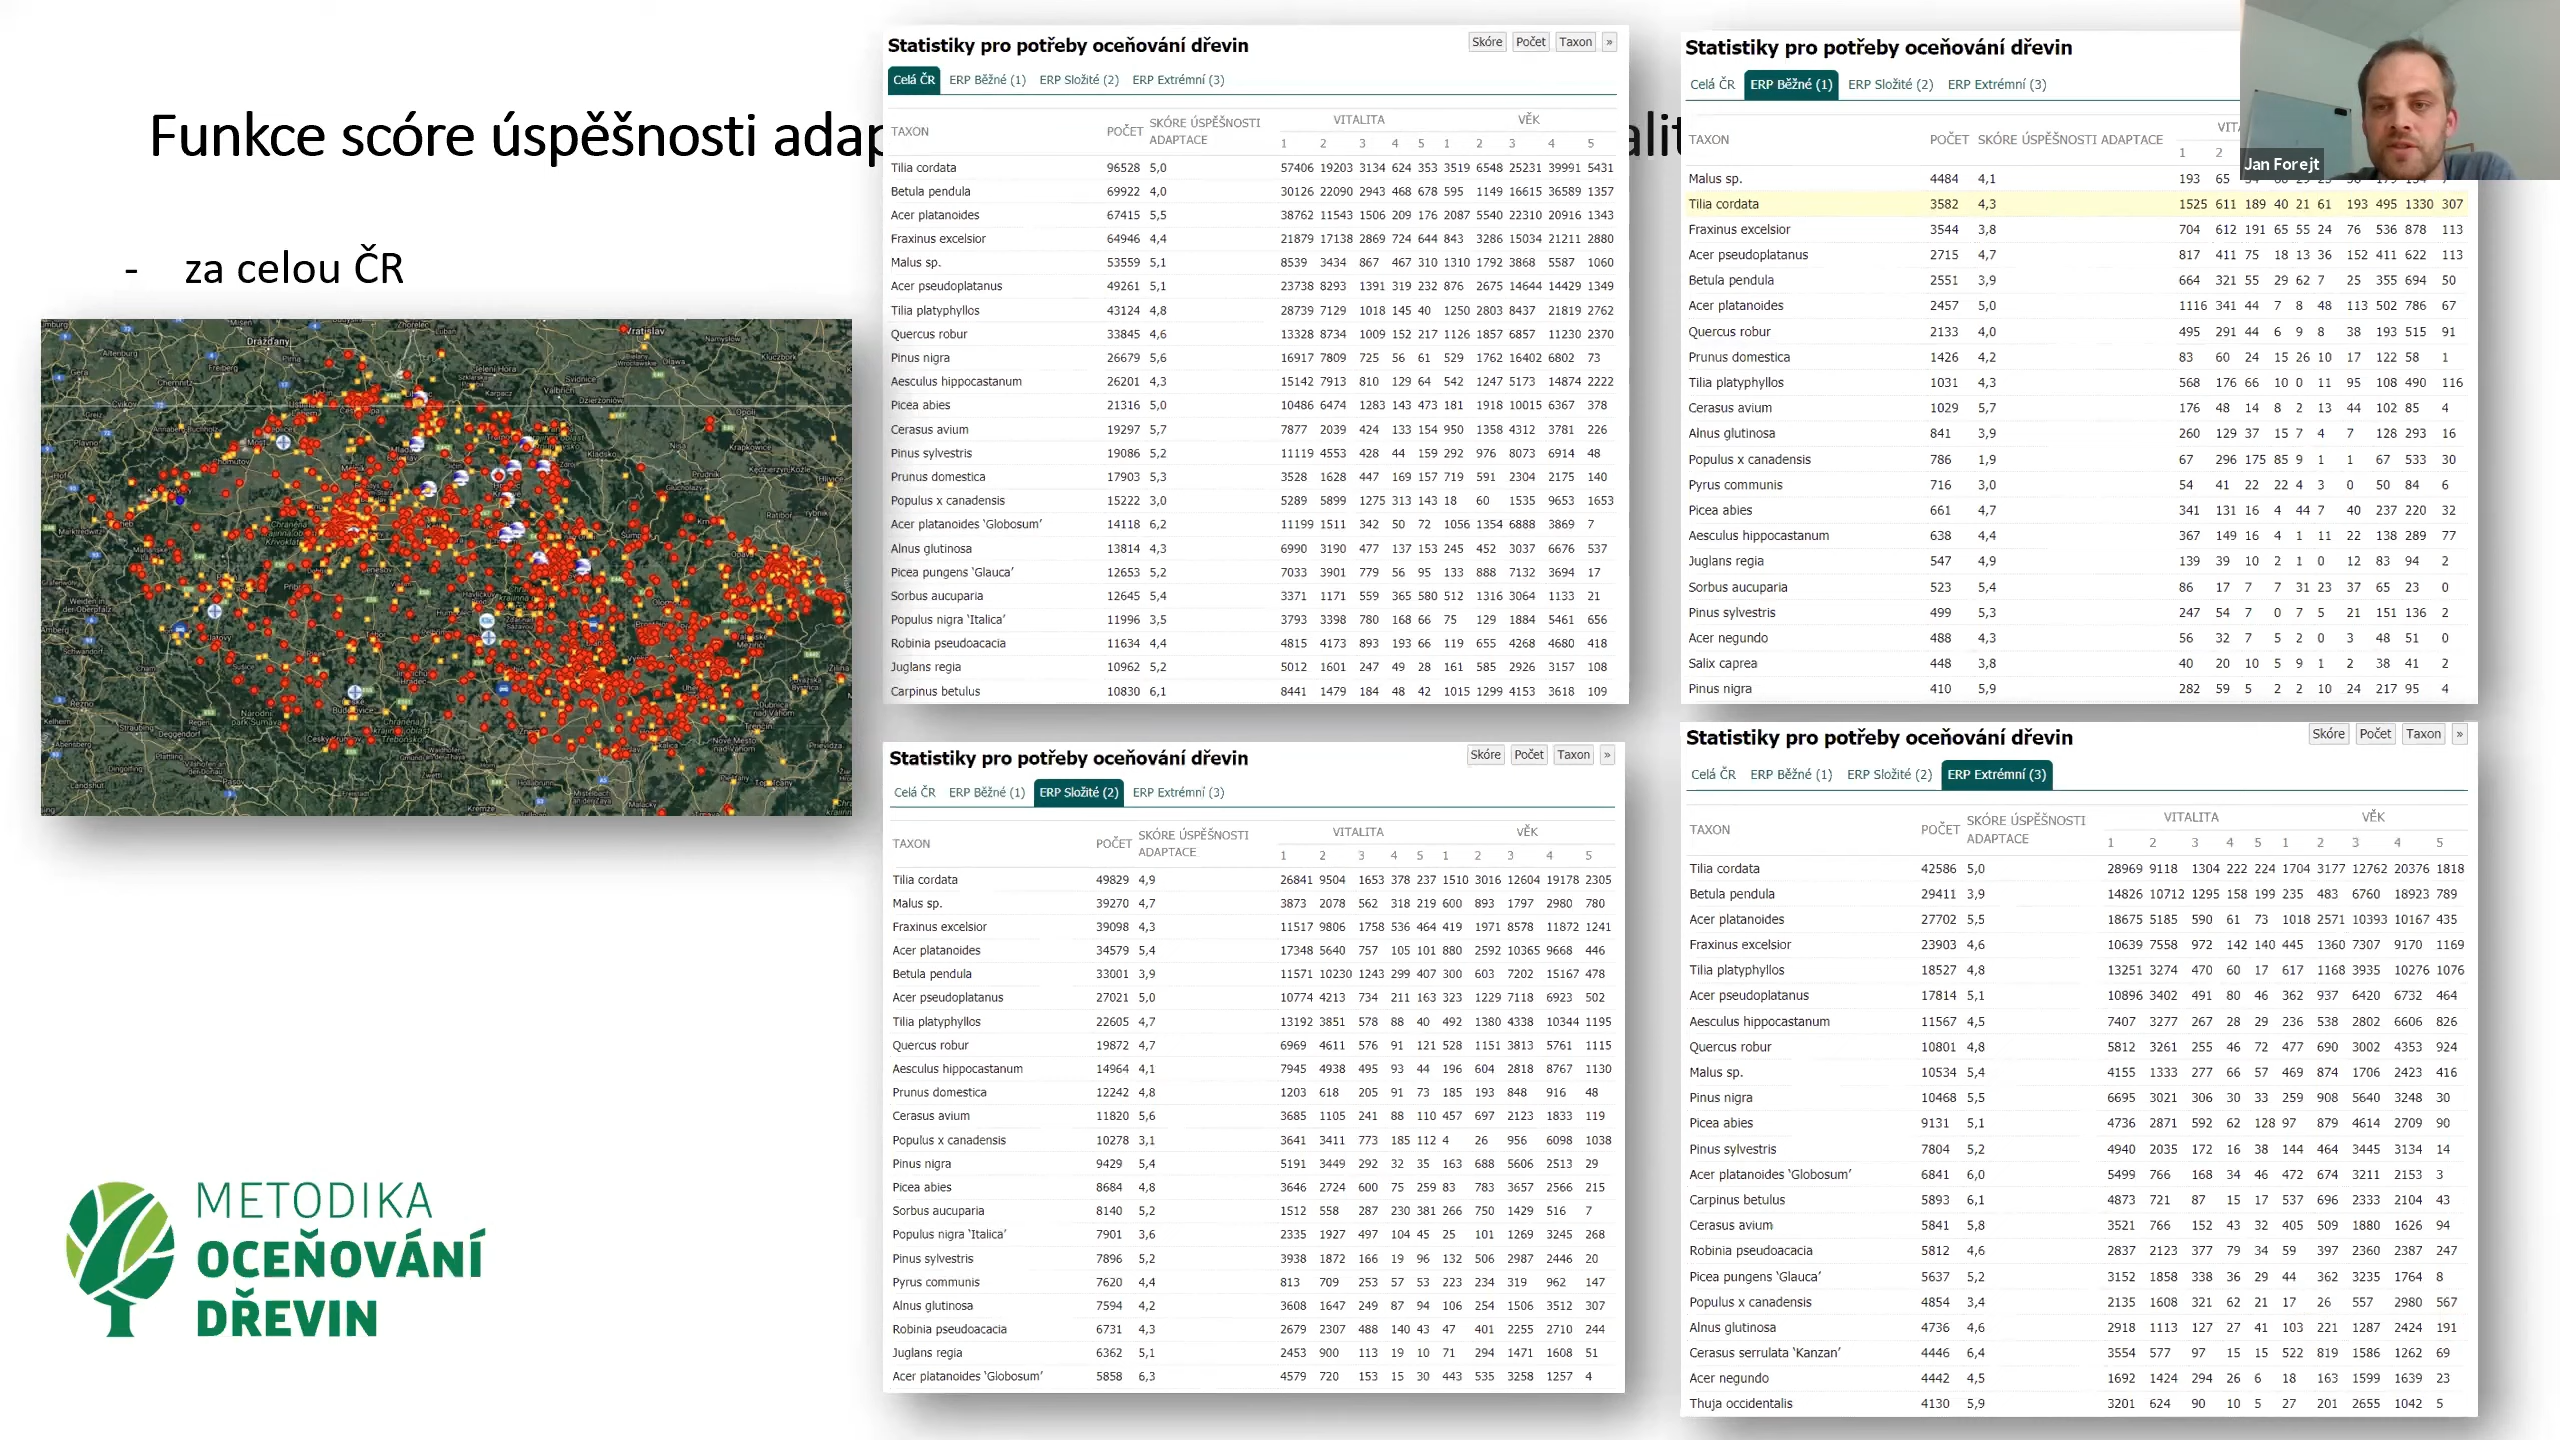 Funkce scóre úspěšnosti adap
alit
- za celou ČR
METODIKA
OCEŇOVÁNÍ
DŘEVIN
Jan Forejt
Statistiky pro potřeby oceňování dřevin
Skóre Počet Taxon »
Celá ČR ERP Běžné (1) ERP Složité (2) ERP Extrémní (3)
TAXON POČET SKÓRE ÚSPĚŠNOSTI ADAPTACE VITALITA VĚK
1 2 3 4 5 1 2 3 4 5
Tilia cordata 96528 5,0 57406 19203 3134 624 353 3519 6548 25231 39991 5431
Betula pendula 69922 4,0 30126 22090 2943 468 678 595 1149 16615 36589 1357
Acer platanoides 67415 5,5 38762 11543 1506 209 176 2087 5540 22310 20916 1343
Fraxinus excelsior 64946 4,4 21879 17138 2869 724 644 843 3286 15034 21211 2880
Malus sp. 53559 5,1 8539 3434 867 467 310 1310 1792 3868 5587 1060
Acer pseudoplatanus 49261 5,1 23738 8293 1391 319 232 876 2675 14644 14429 1349
Tilia platyphyllos 43124 4,8 28739 7129 1018 145 40 1250 2803 8437 21819 2762
Quercus robur 33845 4,6 13328 8734 1009 152 217 1126 1857 6857 11230 2370
Pinus nigra 26679 5,6 16917 7809 725 56 61 529 1762 16402 6802 73
Aesculus hippocastanum 26201 4,3 15142 7913 810 129 64 542 1247 5173 14874 2222
Picea abies 21316 5,0 10486 6474 1283 143 473 181 1918 10015 6367 378
Cerasus avium 19297 5,7 7877 2039 424 133 154 950 1358 4312 3781 226
Pinus sylvestris 19086 5,2 11119 4553 428 44 159 292 976 8073 6914 48
Prunus domestica 17903 5,3 3528 1628 447 169 157 719 591 2304 2175 140
Populus x canadensis 15222 3,0 5289 5899 1275 313 143 18 60 1535 9653 1653
Acer platanoides ‘Globosum’ 14118 6,2 11199 1511 342 50 72 1056 1354 6888 3869 7
Alnus glutinosa 13814 4,3 6990 3190 477 137 153 245 452 3037 6676 537
Picea pungens ‘Glauca’ 12653 5,2 7033 3901 779 56 95 133 888 7132 3694 17
Sorbus aucuparia 12645 5,4 3371 1171 559 365 580 512 1316 3064 1133 21
Populus nigra ‘Italica’ 11996 3,5 3793 3398 780 168 66 75 129 1884 5461 656
Robinia pseudoacacia 11634 4,4 4815 4173 893 193 66 119 655 4268 4680 418
Juglans regia 10962 5,2 5012 1601 247 49 28 161 585 2926 3157 108
Carpinus betulus 10830 6,1 8441 1479 184 48 42 1015 1299 4153 3618 109
Statistiky pro potřeby oceňování dřevin
Celá ČR ERP Běžné (1) ERP Složité (2) ERP Extrémní (3)
TAXON POČET SKÓRE ÚSPĚŠNOSTI ADAPTACE VIT
1 2
Malus sp. 4484 4,1 193 65
Tilia cordata 3582 4,3 1525 611 189 40 21 61 193 495 1330 307
Fraxinus excelsior 3544 3,8 704 612 191 65 55 24 76 536 878 113
Acer pseudoplatanus 2715 4,7 817 411 75 18 13 36 152 411 622 113
Betula pendula 2551 3,9 664 321 55 29 62 7 25 355 694 50
Acer platanoides 2457 5,0 1116 341 44 7 8 48 113 502 786 67
Quercus robur 2133 4,0 495 291 44 6 9 8 38 193 515 91
Prunus domestica 1426 4,2 83 60 24 15 26 10 17 122 58 1
Tilia platyphyllos 1031 4,3 568 176 66 10 0 11 95 108 490 116
Cerasus avium 1029 5,7 176 48 14 8 2 13 44 102 85 4
Alnus glutinosa 841 3,9 260 129 37 15 7 4 7 128 293 16
Populus x canadensis 786 1,9 67 296 175 85 9 1 1 67 533 30
Pyrus communis 716 3,0 54 41 22 22 4 3 0 50 84 6
Picea abies 661 4,7 341 131 16 4 44 7 40 237 220 32
Aesculus hippocastanum 638 4,4 367 149 16 4 1 11 22 138 289 77
Juglans regia 547 4,9 139 39 10 2 1 0 12 83 94 2
Sorbus aucuparia 523 5,4 86 17 7 7 31 23 37 65 23 0
Pinus sylvestris 499 5,3 247 54 7 0 7 5 21 151 136 2
Acer negundo 488 4,3 56 32 7 5 2 0 3 48 51 0
Salix caprea 448 3,8 40 20 10 5 9 1 2 38 41 2
Pinus nigra 410 5,9 282 59 5 2 2 10 24 217 95 4
Statistiky pro potřeby oceňování dřevin
Skóre Počet Taxon »
Celá ČR ERP Běžné (1) ERP Složité (2) ERP Extrémní (3)
TAXON POČET SKÓRE ÚSPĚŠNOSTI ADAPTACE VITALITA VĚK
1 2 3 4 5 1 2 3 4 5
Tilia cordata 49829 4,9 26841 9504 1653 378 237 1510 3016 12604 19178 2305
Malus sp. 39270 4,7 3873 2078 562 318 219 600 893 1797 2980 780
Fraxinus excelsior 39098 4,3 11517 9806 1758 536 464 419 1971 8578 11872 1241
Acer platanoides 34579 5,4 17348 5640 757 105 101 880 2592 10365 9668 446
Betula pendula 33001 3,9 11571 10230 1243 299 407 300 603 7202 15167 478
Acer pseudoplatanus 27021 5,0 10774 4213 734 211 163 323 1229 7118 6923 502
Tilia platyphyllos 22605 4,7 13192 3851 578 88 40 492 1380 4338 10344 1195
Quercus robur 19872 4,7 6969 4611 576 91 121 528 1151 3813 5761 1115
Aesculus hippocastanum 14964 4,1 7945 4938 495 93 44 196 604 2818 8767 1130
Prunus domestica 12242 4,8 1203 618 205 91 73 185 193 848 916 48
Cerasus avium 11820 5,6 3685 1105 241 88 110 457 697 2123 1833 119
Populus x canadensis 10278 3,1 3641 3411 773 185 112 4 26 956 6098 1038
Pinus nigra 9429 5,4 5191 3449 292 32 35 163 688 5606 2513 29
Picea abies 8684 4,8 3646 2724 600 75 259 83 783 3657 2566 215
Sorbus aucuparia 8140 5,2 1512 558 287 230 381 266 750 1429 516 7
Populus nigra ‘Italica’ 7901 3,6 2335 1927 497 104 45 25 101 1269 3245 268
Pinus sylvestris 7896 5,2 3938 1872 166 19 96 132 506 2987 2446 20
Pyrus communis 7620 4,4 813 709 253 57 53 223 234 319 962 147
Alnus glutinosa 7594 4,2 3608 1647 249 87 94 106 254 1506 3512 307
Robinia pseudoacacia 6731 4,3 2679 2307 488 140 43 47 401 2255 2710 244
Juglans regia 6362 5,1 2453 900 113 19 10 71 294 1471 1608 51
Acer platanoides ‘Globosum’ 5858 6,3 4579 720 153 15 30 443 535 3258 1257 4
Statistiky pro potřeby oceňování dřevin
Skóre Počet Taxon »
Celá ČR ERP Běžné (1) ERP Složité (2) ERP Extrémní (3)
TAXON POČET SKÓRE ÚSPĚŠNOSTI ADAPTACE VITALITA VĚK
1 2 3 4 5 1 2 3 4 5
Tilia cordata 42586 5,0 28969 9118 1304 222 224 1704 3177 12762 20376 1818
Betula pendula 29411 3,9 14826 10712 1295 158 199 235 483 6760 18923 789
Acer platanoides 27702 5,5 18675 5185 590 61 73 1018 2571 10393 10167 435
Fraxinus excelsior 23903 4,6 10639 7558 972 142 140 445 1360 7307 9170 1169
Tilia platyphyllos 18527 4,8 13251 3274 470 60 17 617 1168 3935 10276 1076
Acer pseudoplatanus 17814 5,1 10896 3402 491 80 46 362 937 6420 6732 464
Aesculus hippocastanum 11567 4,5 7407 3277 267 28 29 236 538 2802 6606 826
Quercus robur 10801 4,8 5812 3261 255 46 72 477 690 3002 4353 924
Malus sp. 10534 5,4 4155 1333 277 66 57 469 874 1706 2423 416
Pinus nigra 10468 5,5 6695 3021 306 30 33 259 908 5640 3248 30
Picea abies 9131 5,1 4736 2871 592 62 128 97 879 4614 2709 90
Pinus sylvestris 7804 5,2 4940 2035 172 16 38 144 464 3445 3134 14
Acer platanoides ‘Globosum’ 6841 6,0 5499 766 168 34 46 472 674 3211 2153 3
Carpinus betulus 5893 6,1 4873 721 87 15 17 537 696 2333 2104 43
Cerasus avium 5841 5,8 3521 766 152 43 32 405 509 1880 1626 94
Robinia pseudoacacia 5812 4,6 2837 2123 377 79 34 59 397 2360 2387 247
Picea pungens ‘Glauca’ 5637 5,2 3152 1858 338 36 29 44 362 3235 1764 8
Populus x canadensis 4854 3,4 2135 1608 321 62 21 17 26 557 2980 567
Alnus glutinosa 4736 4,6 2918 1113 127 27 41 103 221 1287 2424 191
Cerasus serrulata ‘Kanzan’ 4446 6,4 3554 577 97 15 15 522 819 1586 1262 69
Acer negundo 4442 4,5 1692 1424 294 26 6 18 163 1599 1639 23
Thuja occidentalis 4130 5,9 3201 624 90 10 5 27 201 2655 1042 5